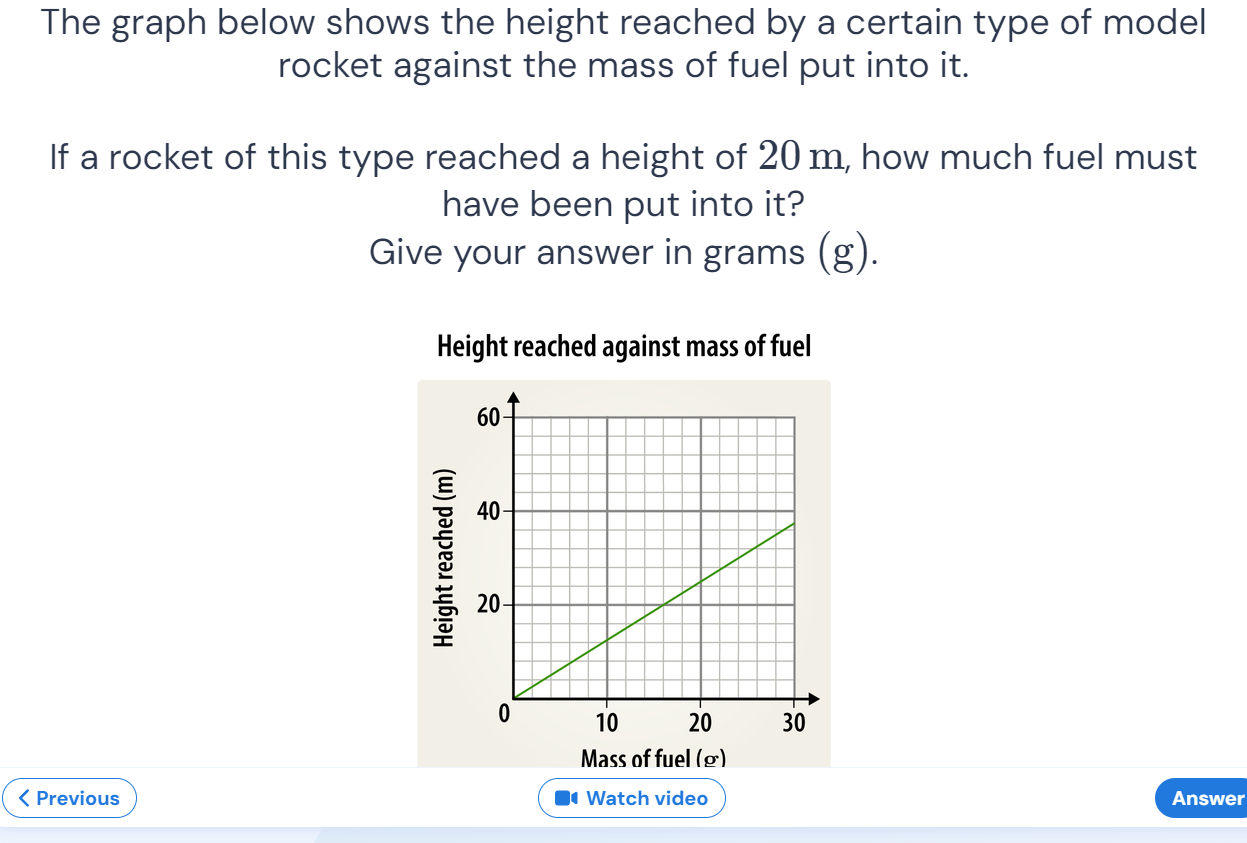 The graph below shows the height reached by a certain type of model
rocket against the mass of fuel put into it.
If a rocket of this type reached a height of 20 m, how much fuel must
have been put into it?
Give your answer in grams (g).
Height reached against mass of fuel
Height reached (m)
60
40
20
0
10 20 30
Mass of fuel (g)
Previous
Watch video
Answer